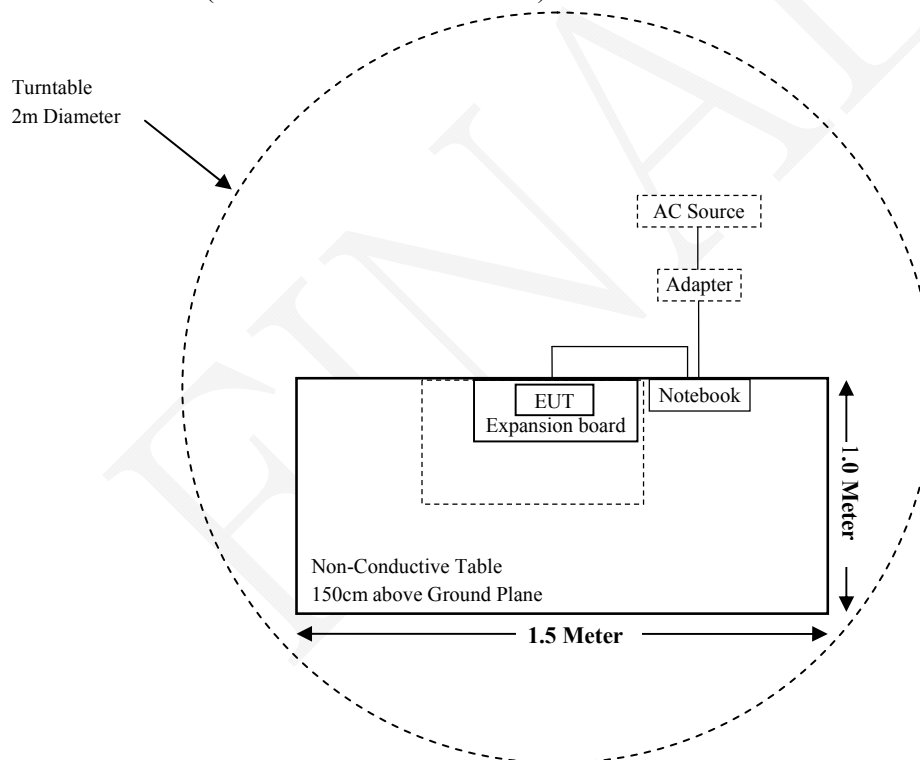 Turntable
2m Diameter
AC Source
Adapter
EUT
Notebook
Expansion board
1.0 Meter
Non-Conductive Table
150cm above Ground Plane
1.5 Meter
FINAL